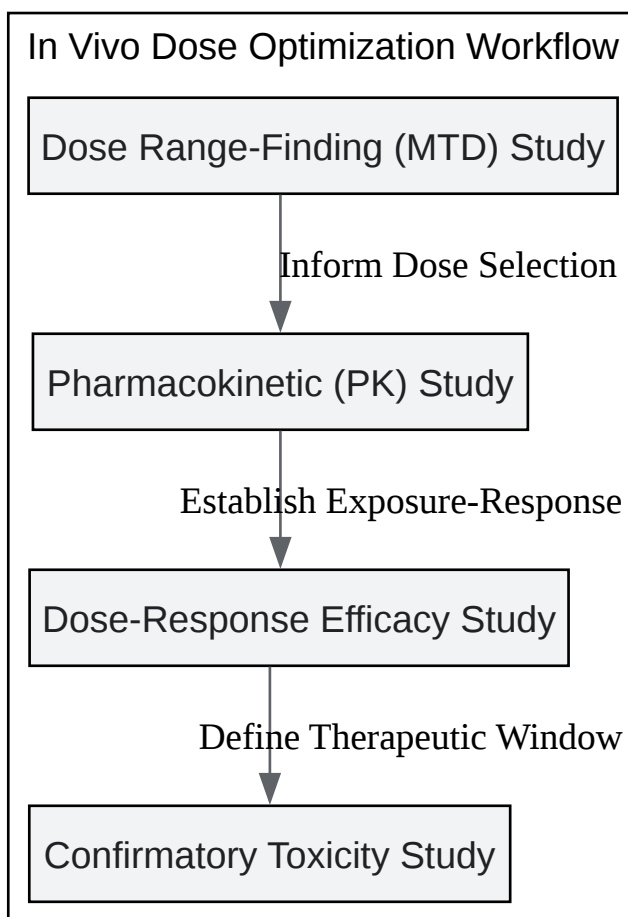 In Vivo Dose Optimization Workflow
Dose Range-Finding (MTD) Study
Inform Dose Selection
Pharmacokinetic (PK) Study
Establish Exposure-Response
Dose-Response Efficacy Study
Define Therapeutic Window
Confirmatory Toxicity Study